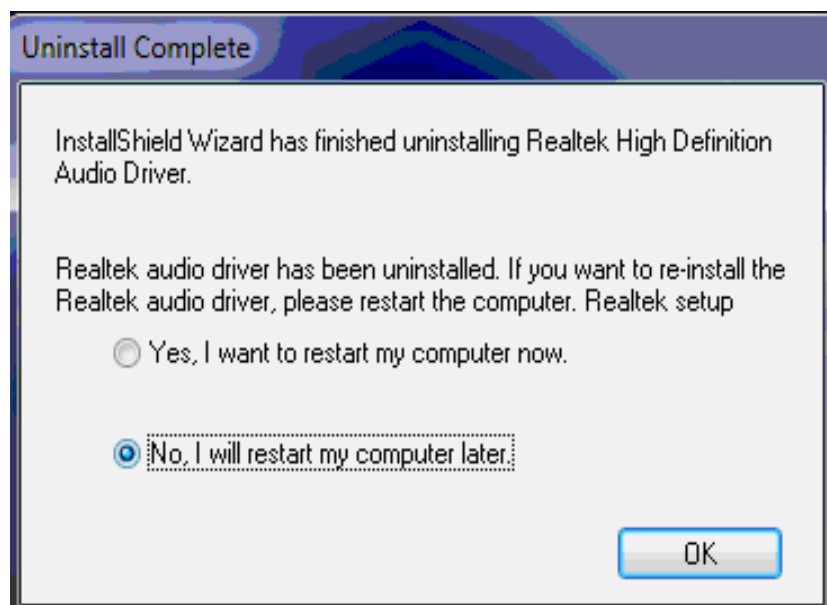 Uninstall Complete
InstallShield Wizard has finished uninstalling Realtek High Definition
Audio Driver.
Realtek audio driver has been uninstalled. If you want to re-install the
Realtek audio driver, please restart the computer. Realtek setup
Yes, I want to restart my computer now.
No, I will restart my computer later.
OK